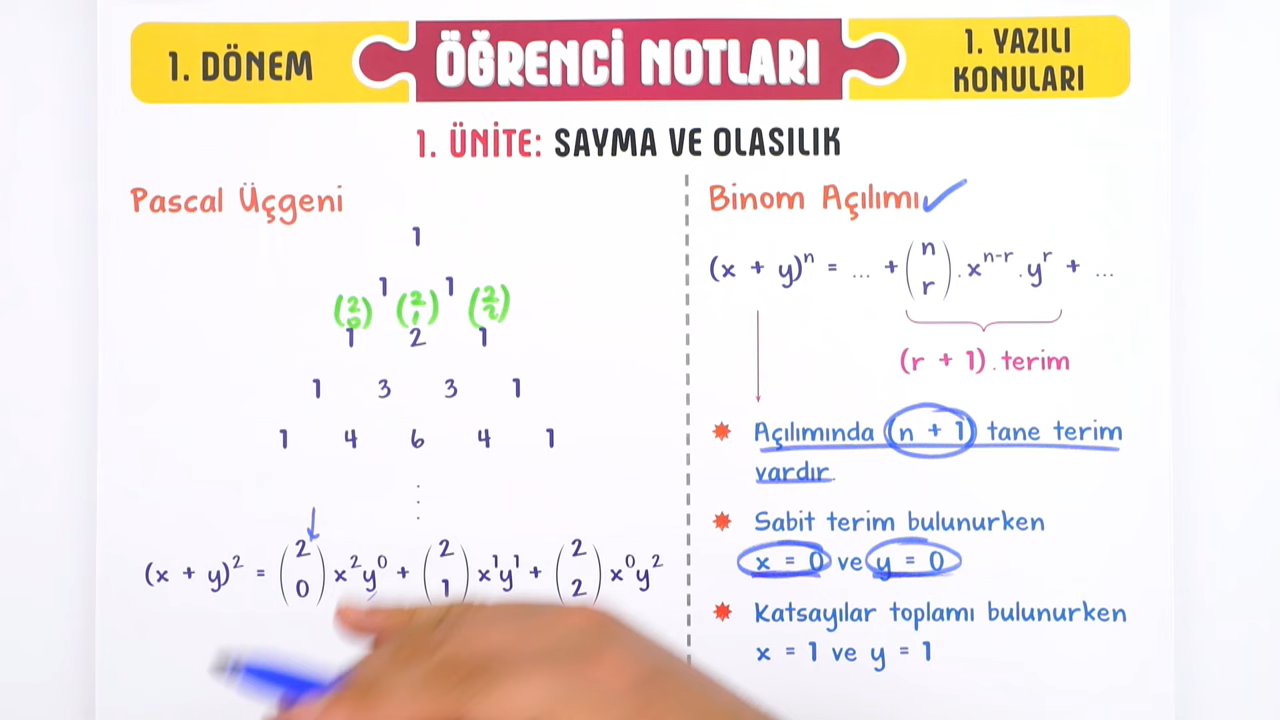 1. DÖNEM
ÖĞRENCİ NOTLARI
1. YAZILI
KONULARI
1. ÜNİTE: SAYMA VE OLASILIK
Pascal Üçgeni
1
1 1
(2 0) (2 1) (2 2)
1 2 1
1 3 3 1
1 4 6 4 1
⋮
(x + y)² = (2 0) x²y⁰ + (2 1) x¹y¹ + (2 2) x⁰y²
Binom Açılımı
(x + y)ⁿ = ... + (n r) . xⁿ⁻ʳ . yʳ + ...
(r + 1). terim
Açılımında (n + 1) tane terim
vardır.
Sabit terim bulunurken
x = 0 ve y = 0
Katsayılar toplamı bulunurken
x = 1 ve y = 1